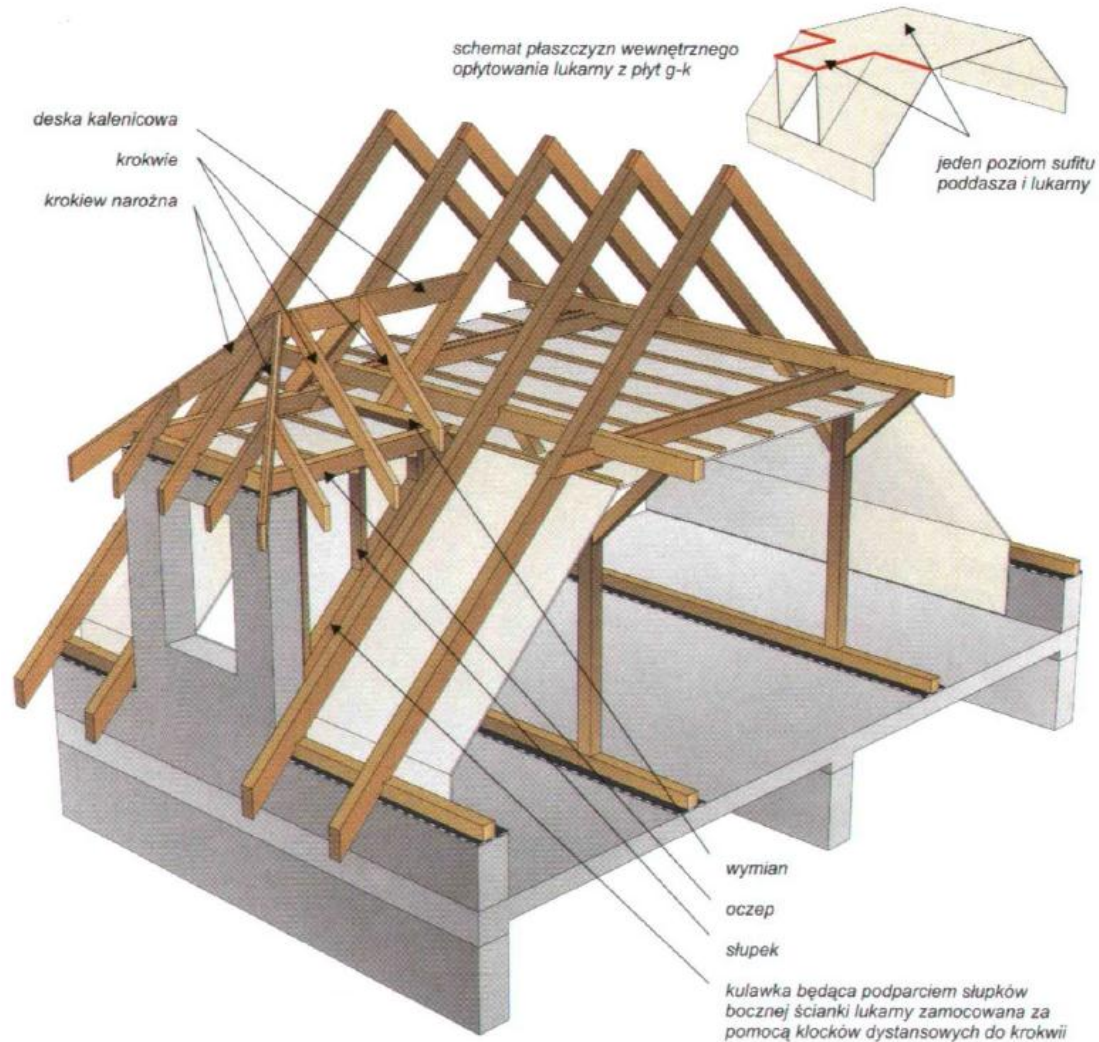 schemat płaszczyzn wewnętrznego
opłytowania lukarny z płyt g-k
deska kalenicowa
krokwie
krokiew narożna
jeden poziom sufitu
poddasza i lukarny
wymian
oczep
słupek
kulawka będąca podparciem słupków
bocznej ścianki lukarny zamocowana za
pomocą klocków dystansowych do krokwii